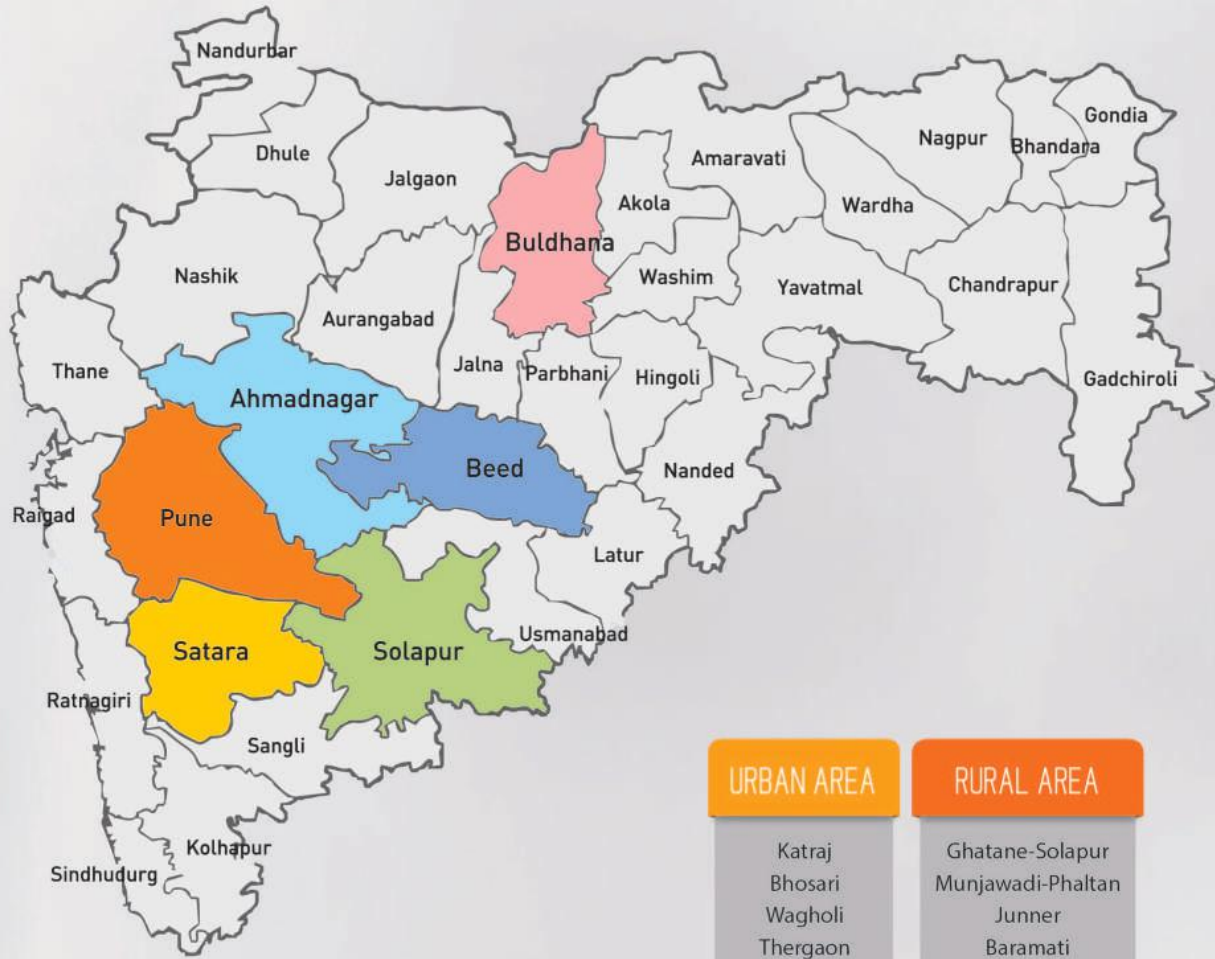 Nandurbar
Dhule
Jalgaon
Buldhana
Akola
Amaravati
Nagpur
Bhandara
Gondia
Wardha
Nashik
Aurangabad
Washim
Yavatmal
Chandrapur
Thane
Ahmadnagar
Jalna
Parbhani
Hingoli
Gadchiroli
Beed
Nanded
Raigad
Pune
Latur
Usmanabad
Satara
Solapur
Ratnagiri
Sangli
Kolhapur
Sindhudurg
URBAN AREA
Katraj
Bhosari
Wagholi
Thergaon
RURAL AREA
Ghatane-Solapur
Munjawadi-Phaltan
Junner
Baramati